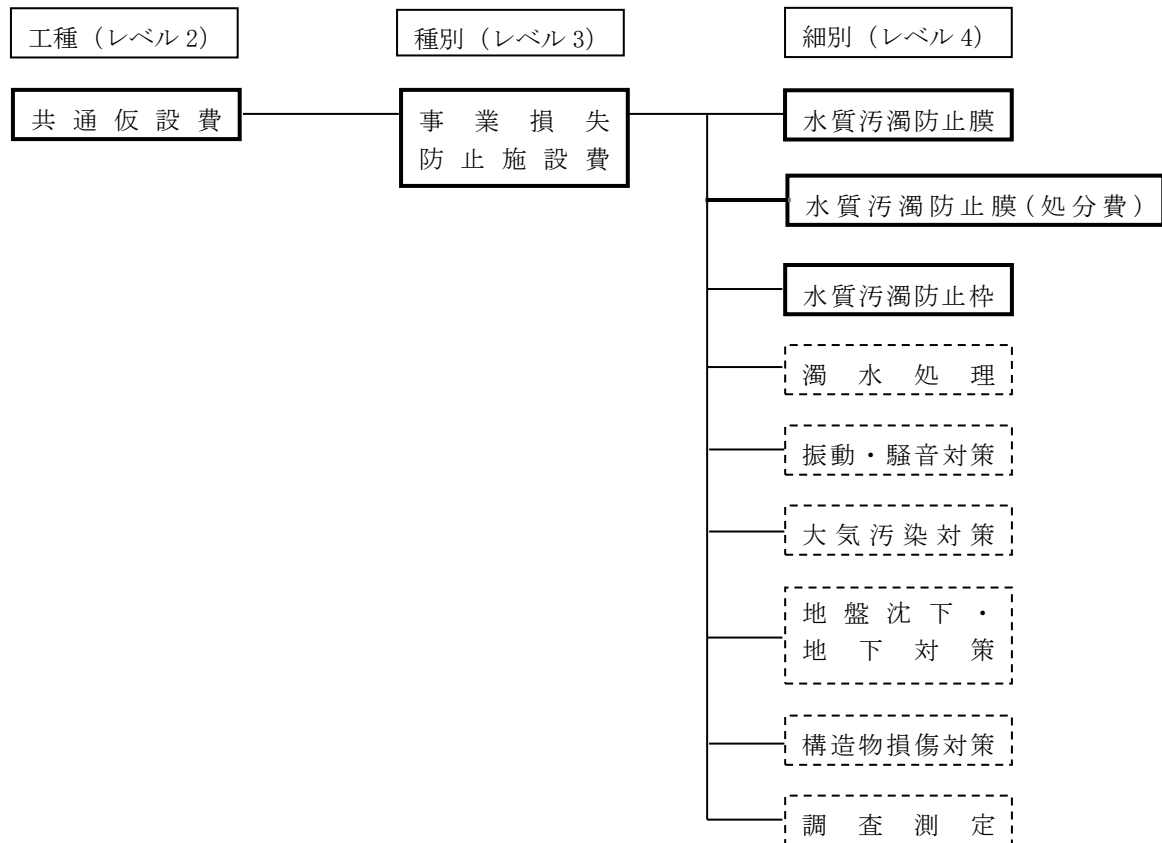 工種（レベル2）
種別（レベル3）
細別（レベル4）
共通仮設費
事業損失
防止施設費
水質汚濁防止膜
水質汚濁防止膜(処分費)
水質汚濁防止枠
濁水処理
振動・騒音対策
大気汚染対策
地盤沈下・
地下対策
構造物損傷対策
調査測定